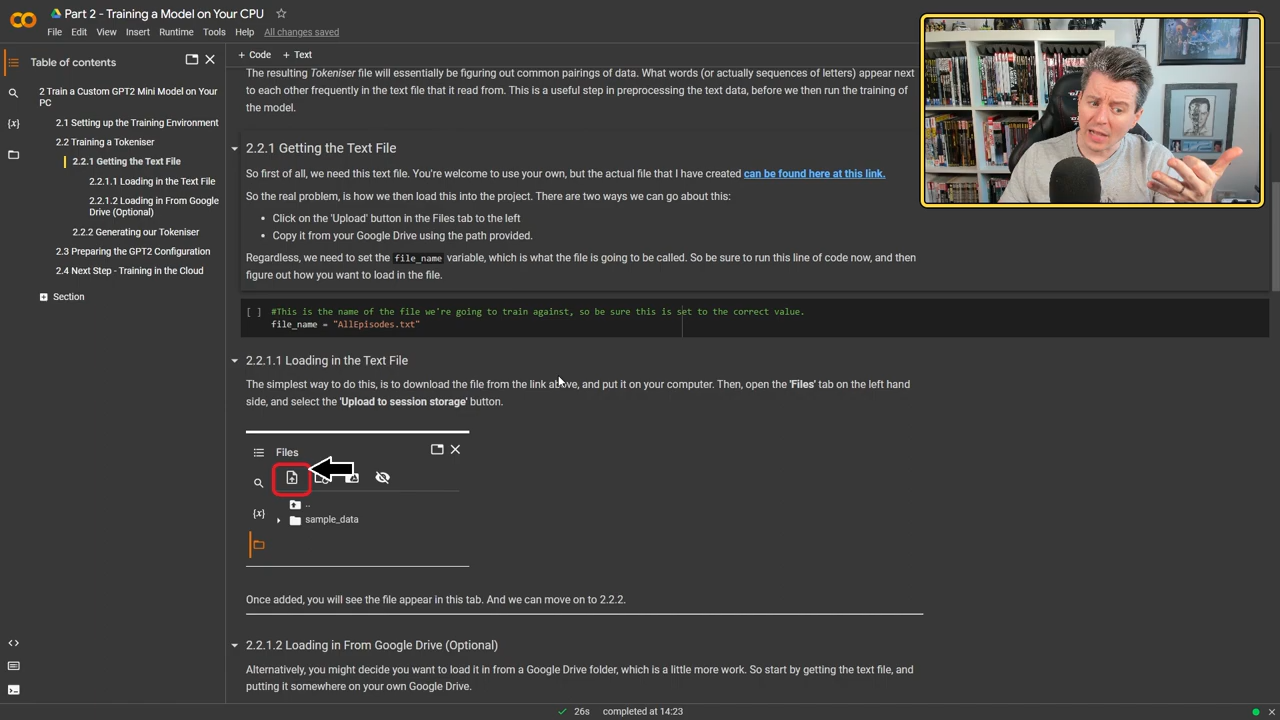 Part 2 - Training a Model on Your CPU
File Edit View Insert Runtime Tools Help All changes saved
Table of contents
2 Train a Custom GPT2 Mini Model on Your
PC
2.1 Setting up the Training Environment
2.2 Training a Tokeniser
2.2.1 Getting the Text File
2.2.1.1 Loading in the Text File
2.2.1.2 Loading in From Google
Drive (Optional)
2.2.2 Generating our Tokeniser
2.3 Preparing the GPT2 Configuration
2.4 Next Step - Training in the Cloud
Section
+ Code + Text
The resulting Tokeniser file will essentially be figuring out common pairings of data. What words (or actually sequences of letters) appear next
to each other frequently in the text file that it read from. This is a useful step in preprocessing the text data, before we then run the training of
the model.
2.2.1 Getting the Text File
So first of all, we need this text file. You're welcome to use your own, but the actual file that I have created can be found here at this link.
So the real problem, is how we then load this into the project. There are two ways we can go about this:
• Click on the 'Upload' button in the Files tab to the left
• Copy it from your Google Drive using the path provided.
Regardless, we need to set the file_name variable, which is what the file is going to be called. So be sure to run this line of code now, and then
figure out how you want to load in the file.
[ ] #This is the name of the file we're going to train against, so be sure this is set to the correct value.
file_name = "AllEpisodes.txt"
2.2.1.1 Loading in the Text File
The simplest way to do this, is to download the file from the link above, and put it on your computer. Then, open the 'Files' tab on the left hand
side, and select the 'Upload to session storage' button.
Files
{x} ..
sample_data
Once added, you will see the file appear in this tab. And we can move on to 2.2.2.
2.2.1.2 Loading in From Google Drive (Optional)
Alternatively, you might decide you want to load it in from a Google Drive folder, which is a little more work. So start by getting the text file, and
putting it somewhere on your own Google Drive.
26s completed at 14:23